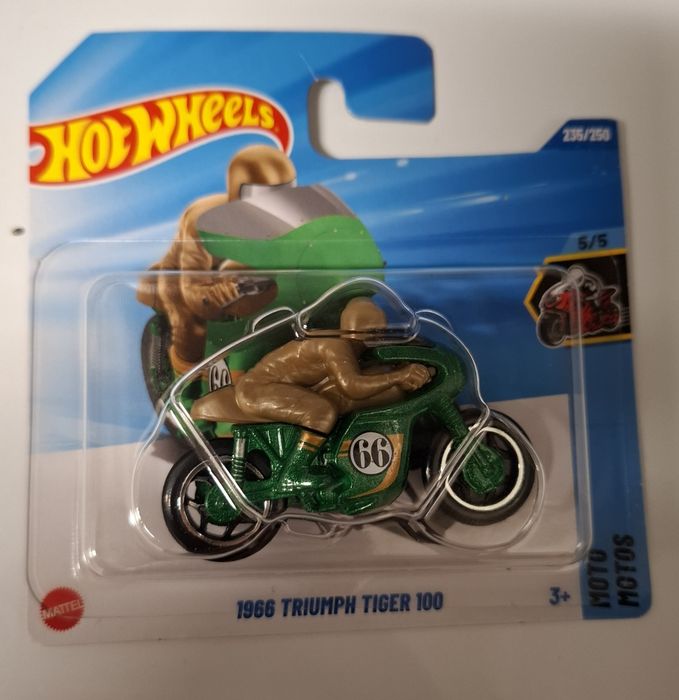 HOT WHEELS
235/250
5/5
66
66
1966 TRIUMPH TIGER 100
3+
MOTO
MOTOS
MATTEL